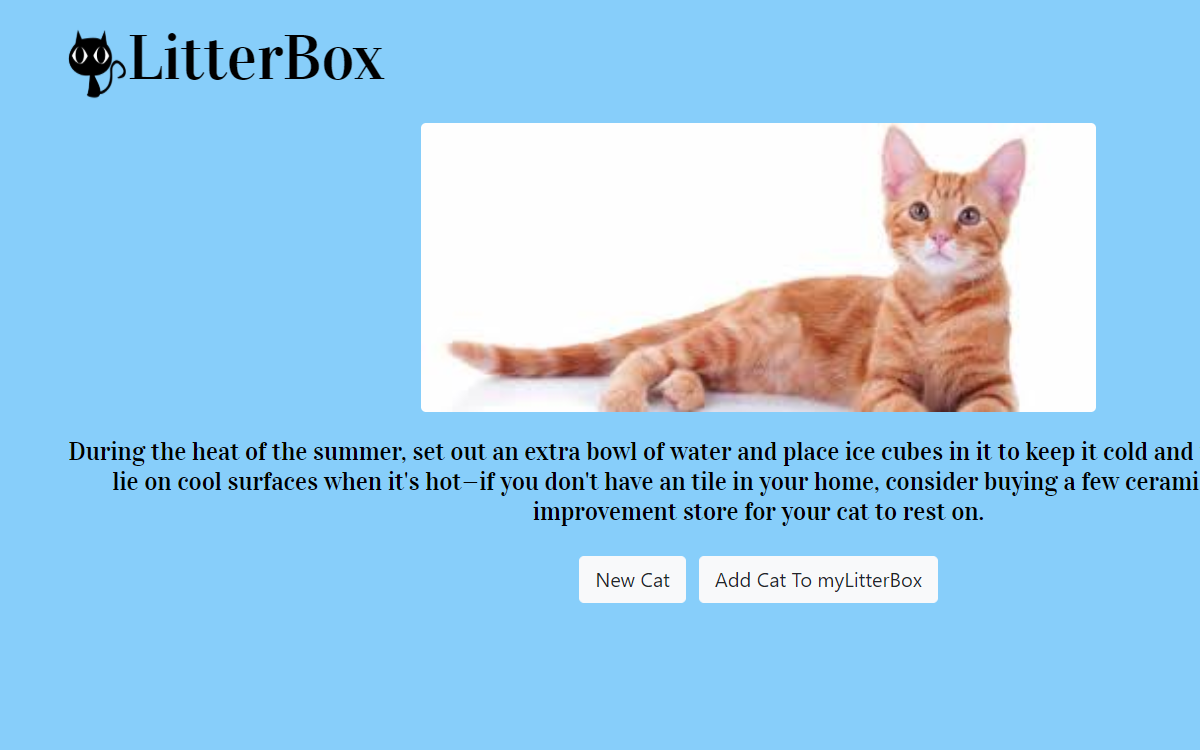 LitterBox
During the heat of the summer, set out an extra bowl of water and place ice cubes in it to keep it cold and
lie on cool surfaces when it's hot—if you don't have an tile in your home, consider buying a few cerami
improvement store for your cat to rest on.
New Cat
Add Cat To myLitterBox